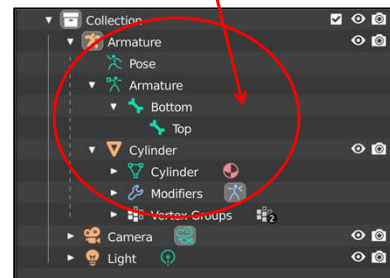 Collection
Armature
Pose
Armature
Bottom
Top
Cylinder
Cylinder
Modifiers
Vertex Groups 2
Camera
Light